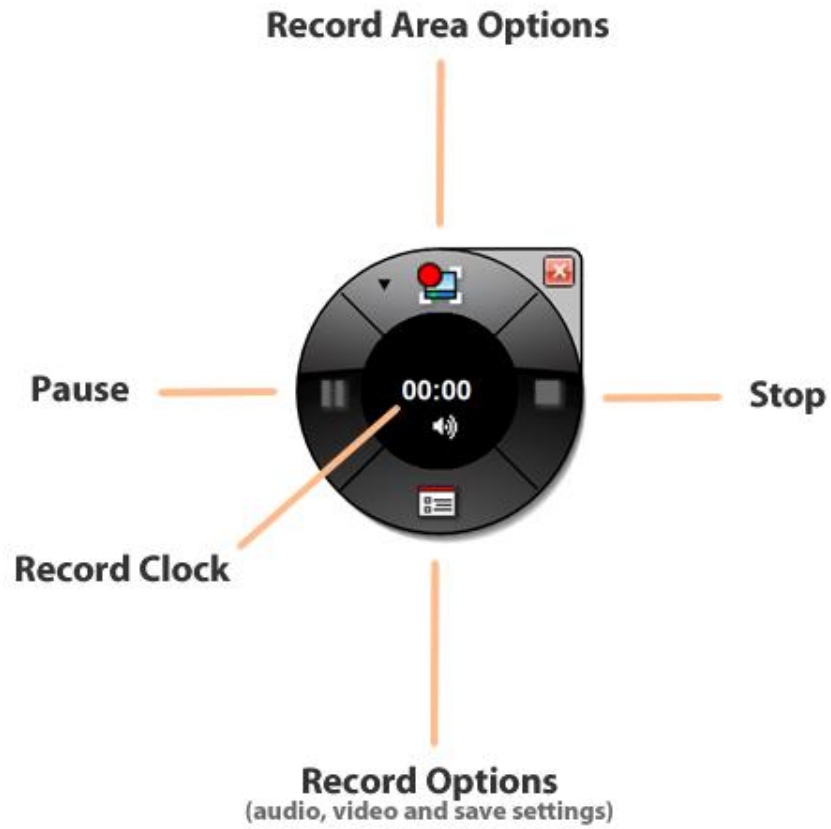 Record Area Options
Pause
00:00
Stop
Record Clock
Record Options
(audio, video and save settings)